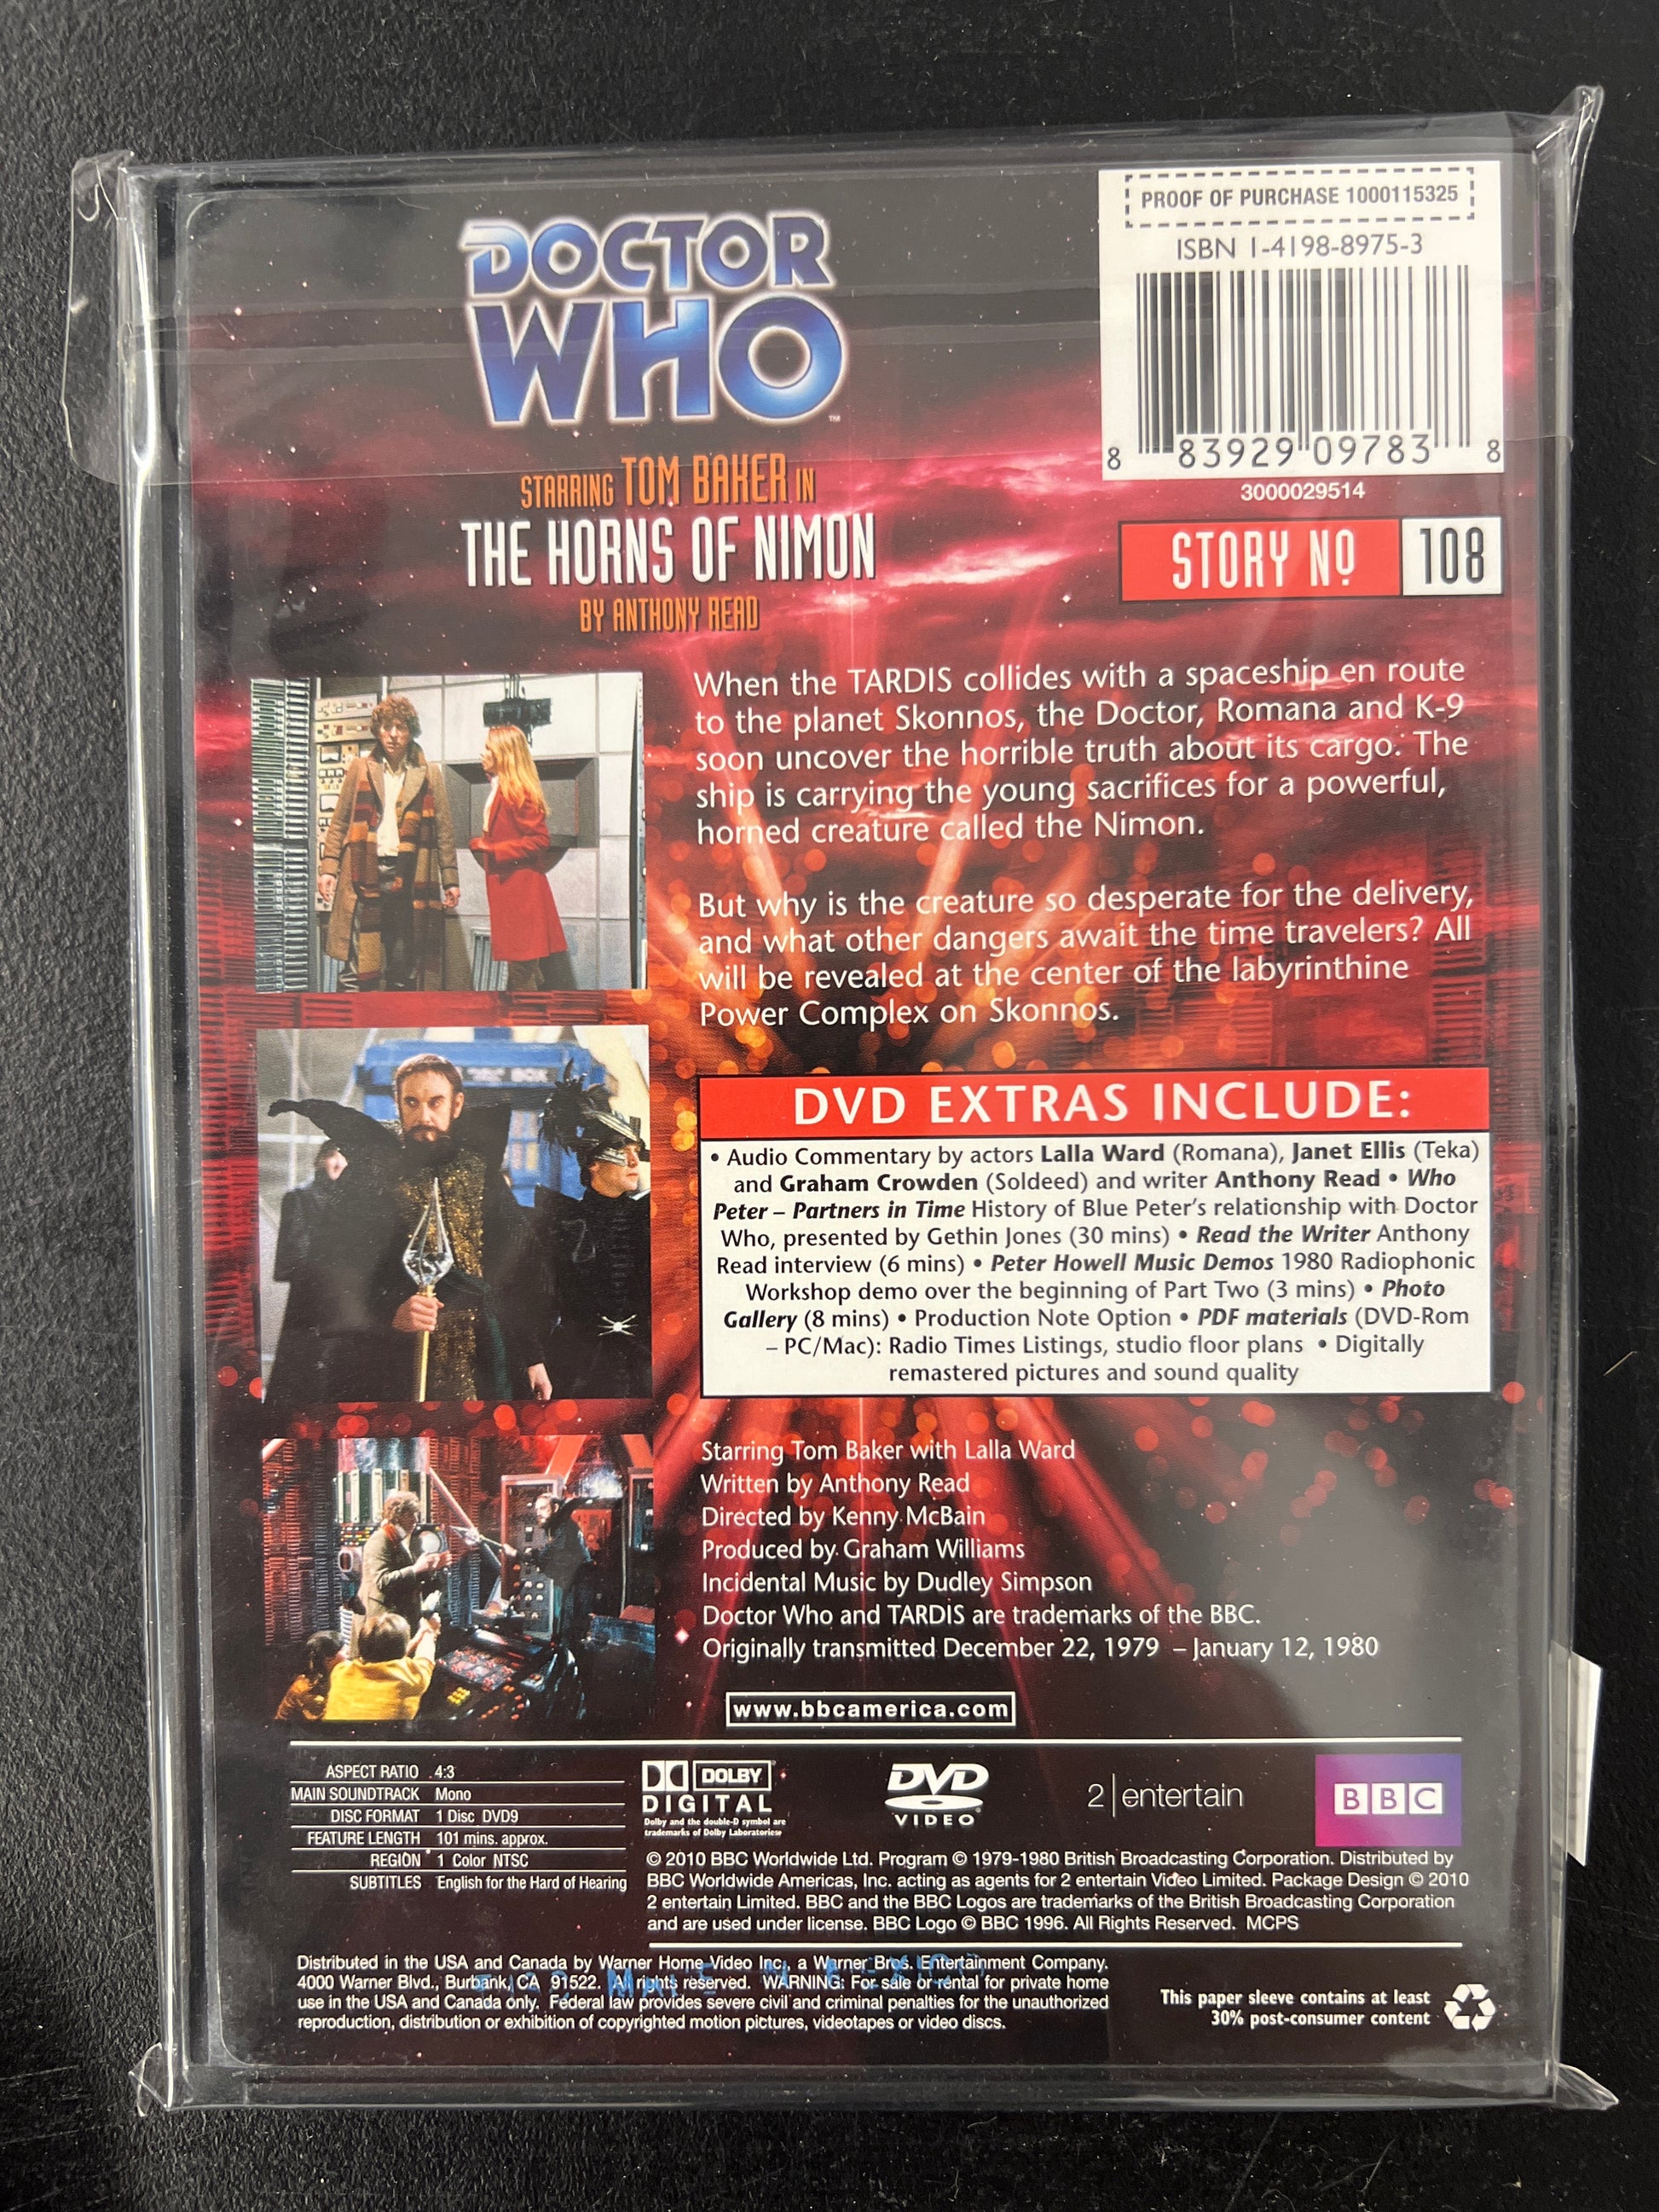 PROOF OF PURCHASE 1000115325
ISBN 1-4198-8975-3
8 83929 09783 8
3000029514
DOCTOR
WHO™
STARRING TOM BAKER IN
THE HORNS OF NIMON
BY ANTHONY READ
STORY Nº 108
When the TARDIS collides with a spaceship en route
to the planet Skonnos, the Doctor, Romana and K-9
soon uncover the horrible truth about its cargo. The
ship is carrying the young sacrifices for a powerful,
horned creature called the Nimon.
But why is the creature so desperate for the delivery,
and what other dangers await the time travelers? All
will be revealed at the center of the labyrinthine
Power Complex on Skonnos.
DVD EXTRAS INCLUDE:
• Audio Commentary by actors Lalla Ward (Romana), Janet Ellis (Teka)
and Graham Crowden (Soldeed) and writer Anthony Read • Who
Peter – Partners in Time History of Blue Peter's relationship with Doctor
Who, presented by Gethin Jones (30 mins) • Read the Writer Anthony
Read interview (6 mins) • Peter Howell Music Demos 1980 Radiophonic
Workshop demo over the beginning of Part Two (3 mins) • Photo
Gallery (8 mins) • Production Note Option • PDF materials (DVD-Rom
– PC/Mac): Radio Times Listings, studio floor plans • Digitally
remastered pictures and sound quality
Starring Tom Baker with Lalla Ward
Written by Anthony Read
Directed by Kenny McBain
Produced by Graham Williams
Incidental Music by Dudley Simpson
Doctor Who and TARDIS are trademarks of the BBC.
Originally transmitted December 22, 1979 – January 12, 1980
www.bbcamerica.com
ASPECT RATIO 4:3
MAIN SOUNDTRACK Mono
DISC FORMAT 1 Disc DVD9
FEATURE LENGTH 101 mins. approx.
REGION 1 Color NTSC
SUBTITLES English for the Hard of Hearing
DOLBY
DIGITAL
Dolby and the double-D symbol are
trademarks of Dolby Laboratories
DVD
VIDEO
2 | entertain
BBC
© 2010 BBC Worldwide Ltd. Program © 1979-1980 British Broadcasting Corporation. Distributed by
BBC Worldwide Americas, Inc. acting as agents for 2 entertain Video Limited. Package Design © 2010
2 entertain Limited. BBC and the BBC Logos are trademarks of the British Broadcasting Corporation
and are used under license. BBC Logo © BBC 1996. All Rights Reserved. MCPS
Distributed in the USA and Canada by Warner Home Video Inc., a Warner Bros. Entertainment Company.
4000 Warner Blvd., Burbank, CA 91522. All rights reserved. WARNING: For sale or rental for private home
use in the USA and Canada only. Federal law provides severe civil and criminal penalties for the unauthorized
reproduction, distribution or exhibition of copyrighted motion pictures, videotapes or video discs.
This paper sleeve contains at least
30% post-consumer content